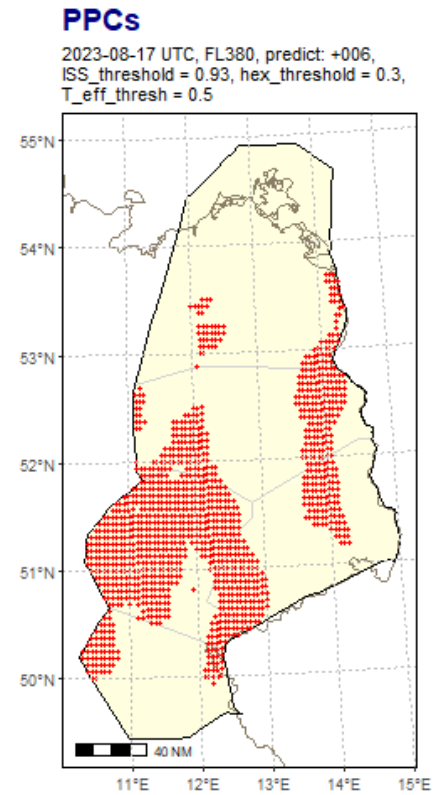 PPCs
2023-08-17 UTC, FL380, predict: +006,
ISS_threshold = 0.93, hex_threshold = 0.3,
T_eff_thresh = 0.5
55°N
54°N
53°N
52°N
51°N
50°N
40 NM
11°E 12°E 13°E 14°E 15°E